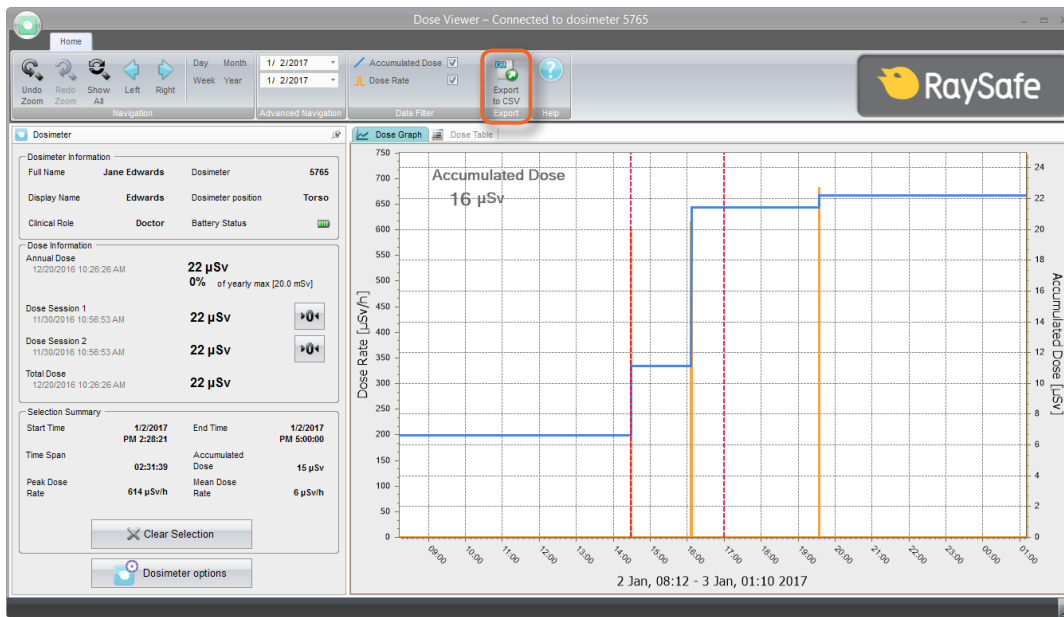 Dose Viewer – Connected to dosimeter 5765
Home
Undo Zoom
Redo Zoom
Show All
Left
Right
Day Month
Week Year
Navigation
1/ 2/2017
1/ 2/2017
Advanced Navigation
Accumulated Dose
Dose Rate
Data Filter
CSV
Export to CSV
Export
Help
RaySafe
Dosimeter
Dosimeter Information
Full Name Jane Edwards Dosimeter 5765
Display Name Edwards Dosimeter position Torso
Clinical Role Doctor Battery Status
Dose Information
Annual Dose
12/20/2016 10:26:26 AM
22 µSv
0% of yearly max [20.0 mSv]
Dose Session 1
11/30/2016 10:56:53 AM
22 µSv
›0‹
Dose Session 2
11/30/2016 10:56:53 AM
22 µSv
›0‹
Total Dose
12/20/2016 10:26:26 AM
22 µSv
Selection Summary
Start Time 1/2/2017 PM 2:28:21
End Time 1/2/2017 PM 5:00:00
Time Span 02:31:39
Accumulated Dose 15 µSv
Peak Dose Rate 614 µSv/h
Mean Dose Rate 6 µSv/h
Clear Selection
Dosimeter options
Dose Graph
Dose Table
Accumulated Dose
16 µSv
Dose Rate [µSv/h]
750
700
650
600
550
500
450
400
350
300
250
200
150
100
50
0
24
22
20
18
16
14
12
10
8
6
4
2
0
Accumulated Dose [µSv]
09:00 10:00 11:00 12:00 13:00 14:00 15:00 16:00 17:00 18:00 19:00 20:00 21:00 22:00 23:00 00:00 01:00
2 Jan, 08:12 - 3 Jan, 01:10 2017